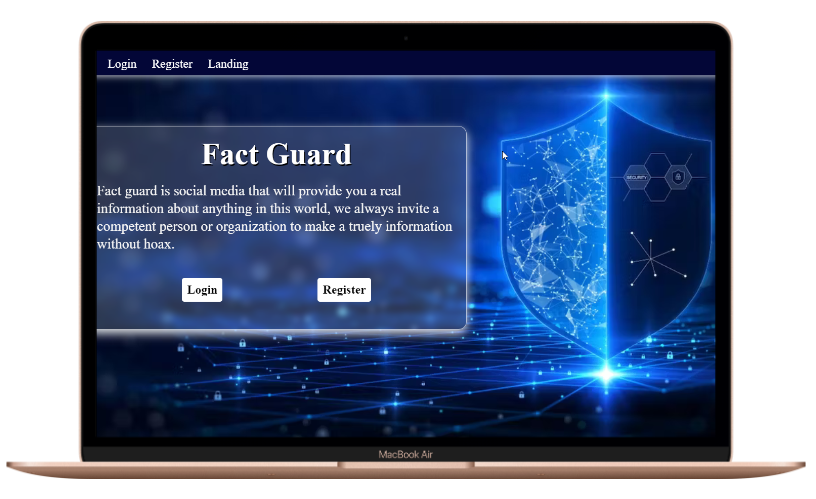 Login Register Landing
Fact Guard
SECURITY
Fact guard is social media that will provide you a real
information about anything in this world, we always invite a
competent person or organization to make a truely information
without hoax.
Login Register
MacBook Air